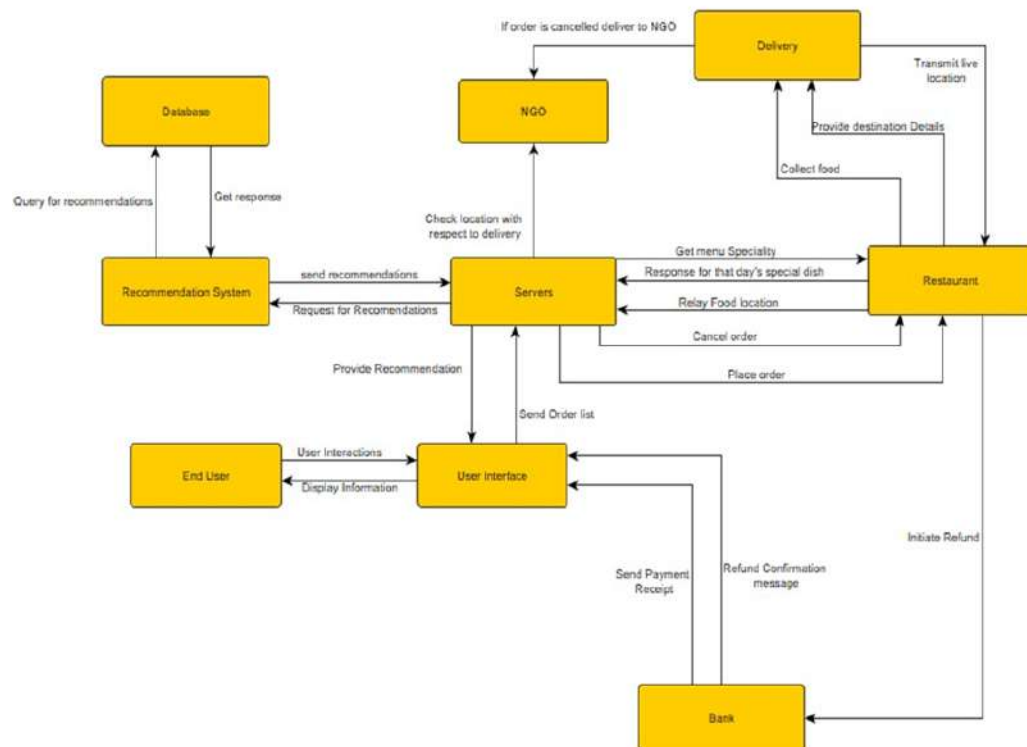 If order is cancelled deliver to NGO
Delivery
Transmit live
location
Database
NGO
Provide destination Details
Collect food
Query for recommendations
Get response
Check location with
respect to delivery
Get menu Speciality
send recommendations
Response for that day's special dish
Recommendation System
Servers
Restaurant
Request for Recomendations
Relay Food location
Cancel order
Provide Recommendation
Place order
Send Order list
User Interactions
End User
User Interface
Display Information
Initiate Refund
Send Payment
Receipt
Refund Confirmation
message
Bank